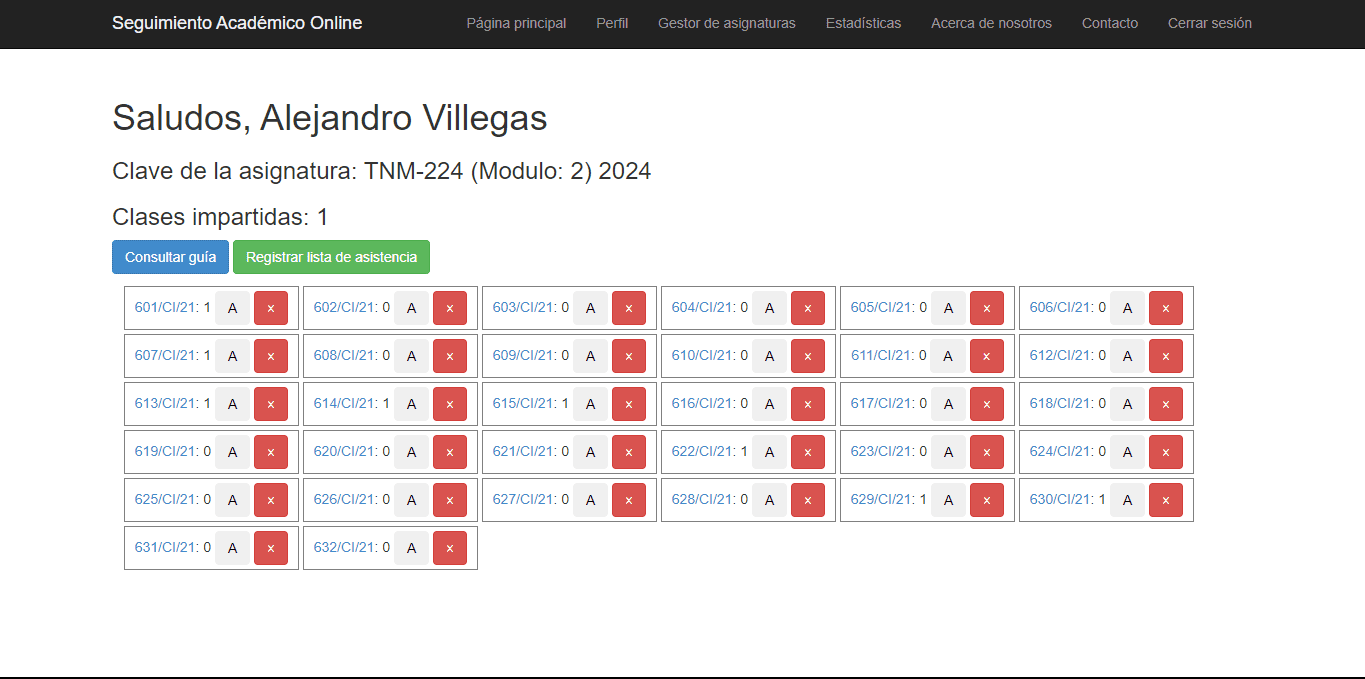 Seguimiento Académico Online Página principal Perfil Gestor de asignaturas Estadísticas Acerca de nosotros Contacto Cerrar sesión
Saludos, Alejandro Villegas
Clave de la asignatura: TNM-224 (Modulo: 2) 2024
Clases impartidas: 1
Consultar guía Registrar lista de asistencia
601/CI/21: 1 A x 602/CI/21: 0 A x 603/CI/21: 0 A x 604/CI/21: 0 A x 605/CI/21: 0 A x 606/CI/21: 0 A x
607/CI/21: 1 A x 608/CI/21: 0 A x 609/CI/21: 0 A x 610/CI/21: 0 A x 611/CI/21: 0 A x 612/CI/21: 0 A x
613/CI/21: 1 A x 614/CI/21: 1 A x 615/CI/21: 1 A x 616/CI/21: 0 A x 617/CI/21: 0 A x 618/CI/21: 0 A x
619/CI/21: 0 A x 620/CI/21: 0 A x 621/CI/21: 0 A x 622/CI/21: 1 A x 623/CI/21: 0 A x 624/CI/21: 0 A x
625/CI/21: 0 A x 626/CI/21: 0 A x 627/CI/21: 0 A x 628/CI/21: 0 A x 629/CI/21: 1 A x 630/CI/21: 1 A x
631/CI/21: 0 A x 632/CI/21: 0 A x